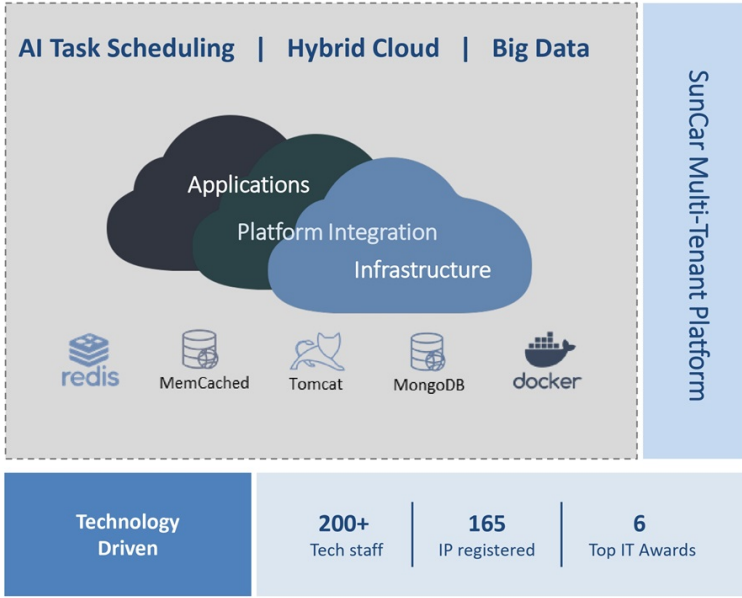 AI Task Scheduling | Hybrid Cloud | Big Data
Applications
Platform Integration
Infrastructure
redis
MemCached
Tomcat
MongoDB
docker
SunCar Multi-Tenant Platform
Technology
Driven
200+
Tech staff
165
IP registered
6
Top IT Awards